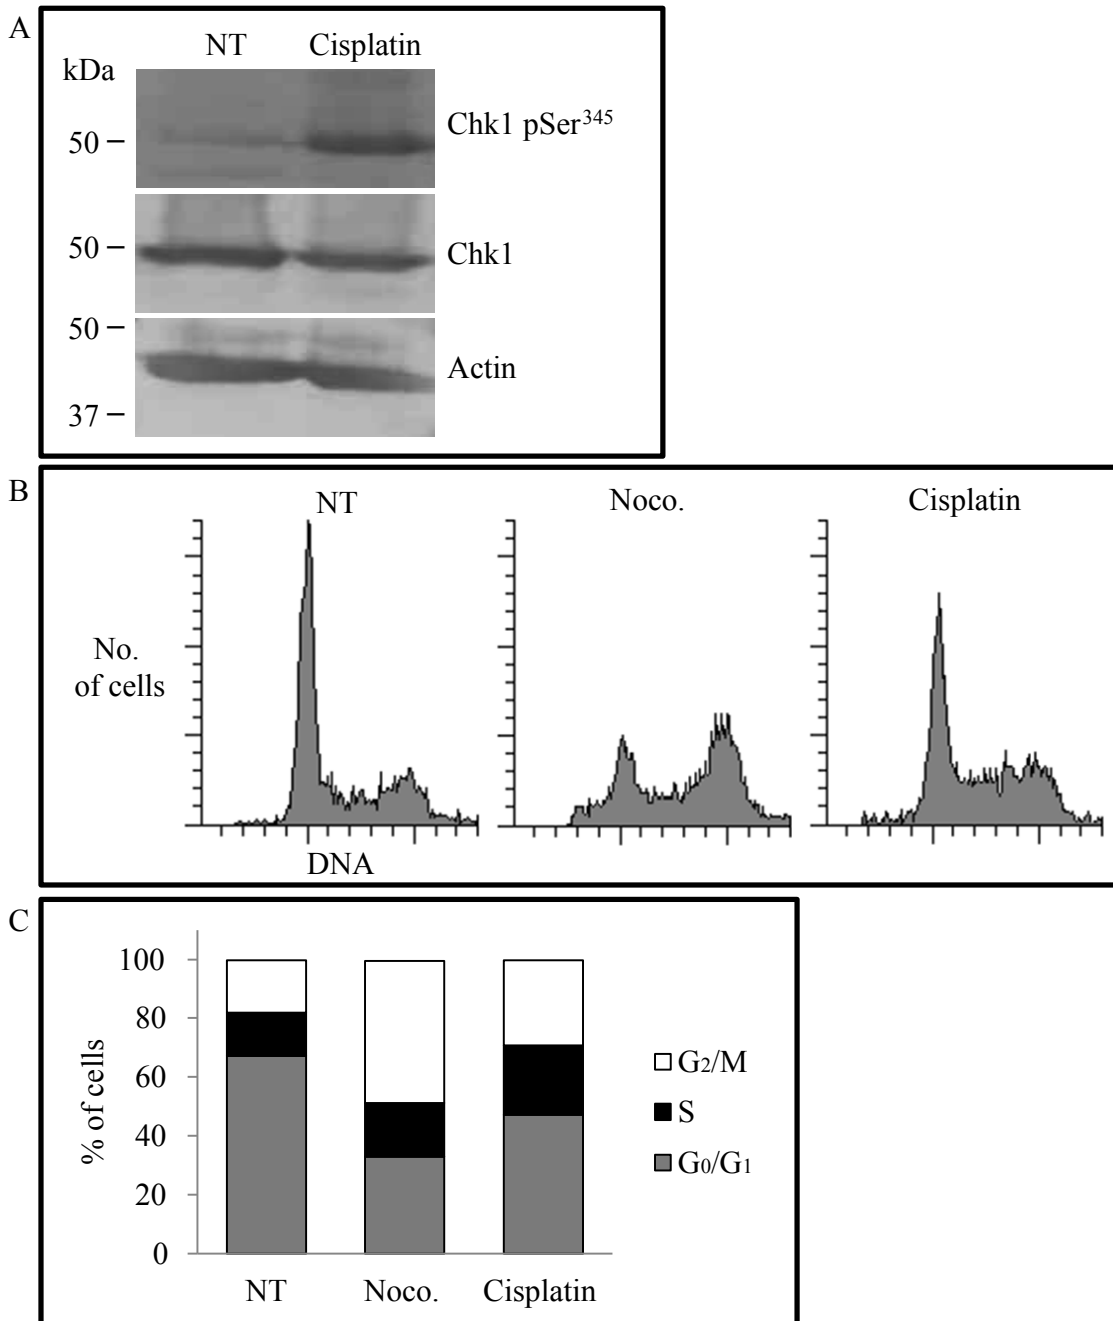 A
NT Cisplatin
kDa
50 – Chk1 pSer³⁴⁵
50 – Chk1
50 –
Actin
37 –
B
NT Noco. Cisplatin
No.
of cells
DNA
C
100
80
60
40
20
0
% of cells
G₂/M
S
G₀/G₁
NT Noco. Cisplatin